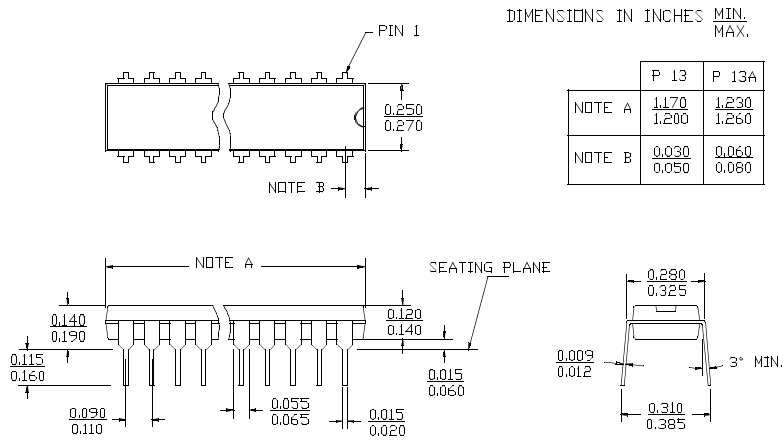 DIMENSIONS IN INCHES MIN.
MAX.
PIN 1
P 13 P 13A
NOTE A 1.170 1.230
1.200 1.260
NOTE B 0.030 0.060
0.050 0.080
0.250
0.270
NOTE B
NOTE A
SEATING PLANE
0.280
0.325
0.140
0.190
0.120
0.140
0.115
0.160
0.009
0.012
3° MIN.
0.015
0.060
0.090
0.110
0.055
0.065
0.015
0.020
0.310
0.385